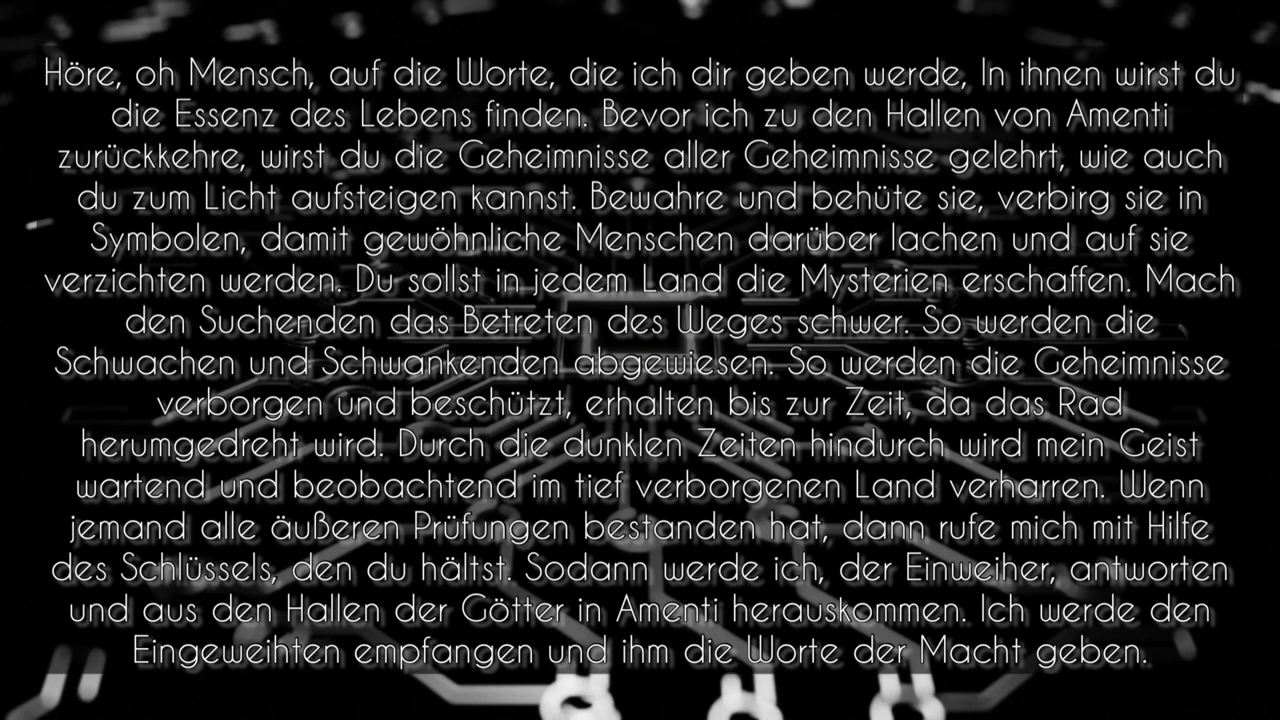 Höre, oh Mensch, auf die Worte, die ich dir geben werde, In ihnen wirst du
die Essenz des Lebens finden. Bevor ich zu den Hallen von Amenti
zurückkehre, wirst du die Geheimnisse aller Geheimnisse gelehrt, wie auch
du zum Licht aufsteigen kannst. Bewahre und behüte sie, verbirg sie in
Symbolen, damit gewöhnliche Menschen darüber lachen und auf sie
verzichten werden. Du sollst in jedem Land die Mysterien erschaffen. Mach
den Suchenden das Betreten des Weges schwer. So werden die
Schwachen und Schwankenden abgewiesen. So werden die Geheimnisse
verborgen und beschützt, erhalten bis zur Zeit, da das Rad
herumgedreht wird. Durch die dunklen Zeiten hindurch wird mein Geist
wartend und beobachtend im tief verborgenen Land verharren. Wenn
jemand alle äußeren Prüfungen bestanden hat, dann rufe mich mit Hilfe
des Schlüssels, den du hältst. Sodann werde ich, der Einweiher, antworten
und aus den Hallen der Götter in Amenti herauskommen. Ich werde den
Eingeweihten empfangen und ihm die Worte der Macht geben.